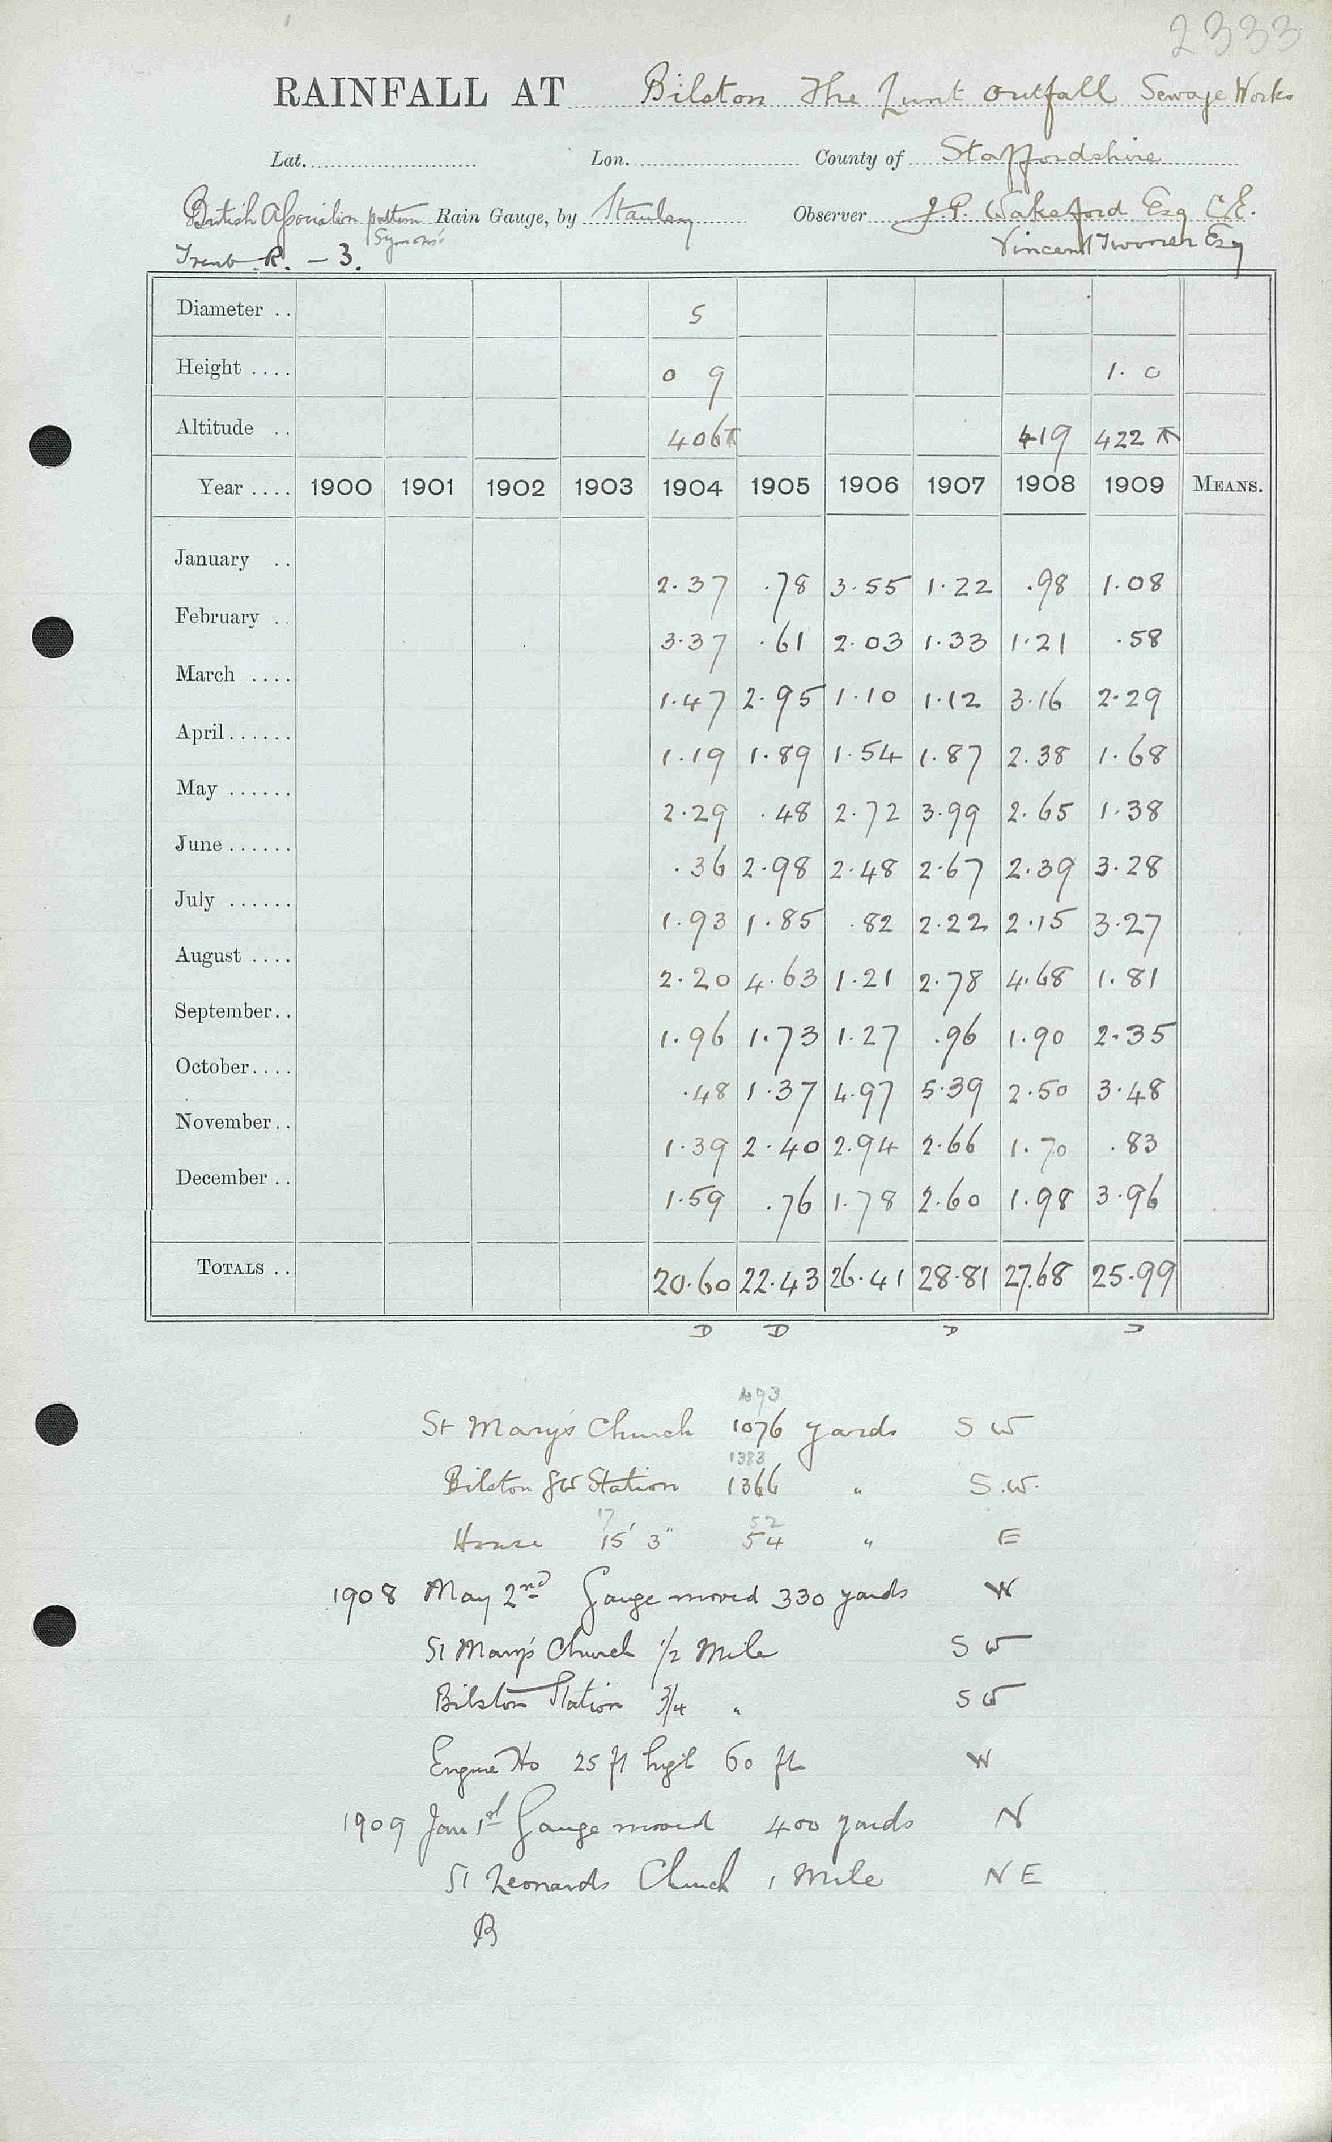 2333
RAINFALL AT Bilston The Lunt Outfall Sewage Works
Lat. Lon. County of Staffordshire
British Association pattern Rain Gauge, by Stanley Observer J.P. Wakeford Esq C.E.
Symons'
Vincent Turner Esq
Trent R. - 3.
Diameter .. 5
Height .... 0 9 1. 0
Altitude .. 406 ⊼ 419 422 ⊼
Year .... 1900 1901 1902 1903 1904 1905 1906 1907 1908 1909 MEANS.
January .. 2.37 .78 3.55 1.22 .98 1.08
February .. 3.37 .61 2.03 1.33 1.21 .58
March .... 1.47 2.95 1.10 1.12 3.16 2.29
April ...... 1.19 1.89 1.54 1.87 2.38 1.68
May ...... 2.29 .48 2.72 3.99 2.65 1.38
June ...... .36 2.98 2.48 2.67 2.39 3.28
July ...... 1.93 1.85 .82 2.22 2.15 3.27
August .... 2.20 4.63 1.21 2.78 4.68 1.81
September .. 1.96 1.73 1.27 .96 1.90 2.35
October .... .48 1.37 4.97 5.39 2.50 3.48
November .. 1.39 2.40 2.94 2.66 1.70 .83
December .. 1.59 .76 1.78 2.60 1.98 3.96
TOTALS .. 20.60 22.43 26.41 28.81 27.68 25.99
D D D D
1093
St Mary's Church 1076 yards S W
1383
Bilston GW Station 1366 " S.W.
17 52
House 15' 3" 54 " E
1908 May 2nd Gauge moved 330 yards W
St Mary's Church 1/2 Mile S W
Bilston Station 3/4 " S W
Engine Ho 25 ft high 60 ft W
1909 Jan 1st Gauge moved 400 yards N
St Leonards Church 1 Mile N E
B